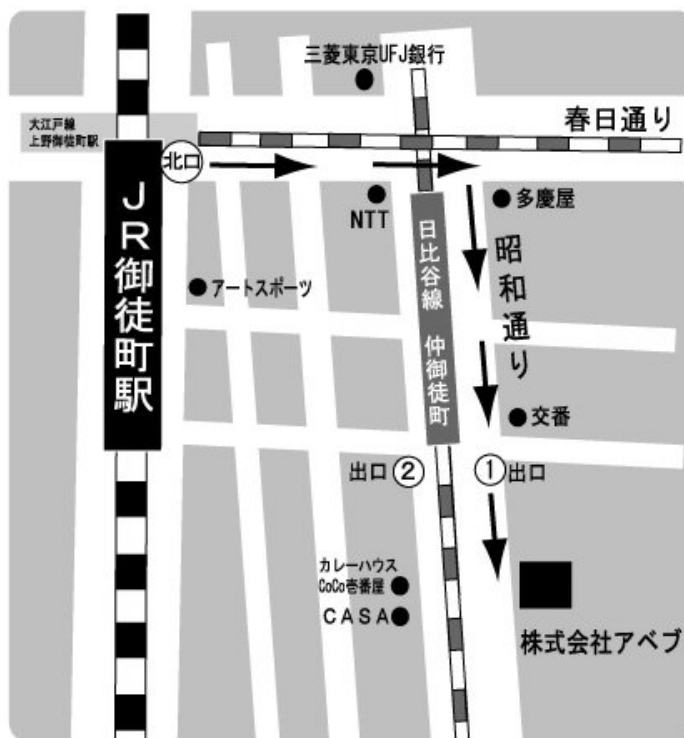 三菱東京UFJ銀行
大江戸線
上野御徒町駅
春日通り
北口
JR御徒町駅
NTT
多慶屋
日比谷線 仲御徒町
昭和通り
アートスポーツ
交番
出口②
①出口
カレーハウス
CoCo壱番屋
CASA
株式会社アベブ